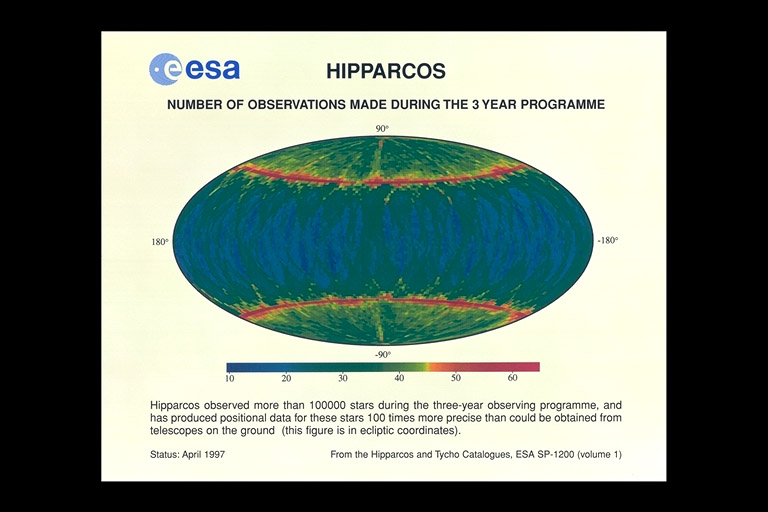 esa
HIPPARCOS
NUMBER OF OBSERVATIONS MADE DURING THE 3 YEAR PROGRAMME
90°
180°
-180°
-90°
10 20 30 40 50 60
Hipparcos observed more than 100000 stars during the three-year observing programme, and
has produced positional data for these stars 100 times more precise than could be obtained from
telescopes on the ground (this figure is in ecliptic coordinates).
Status: April 1997 From the Hipparcos and Tycho Catalogues, ESA SP-1200 (volume 1)